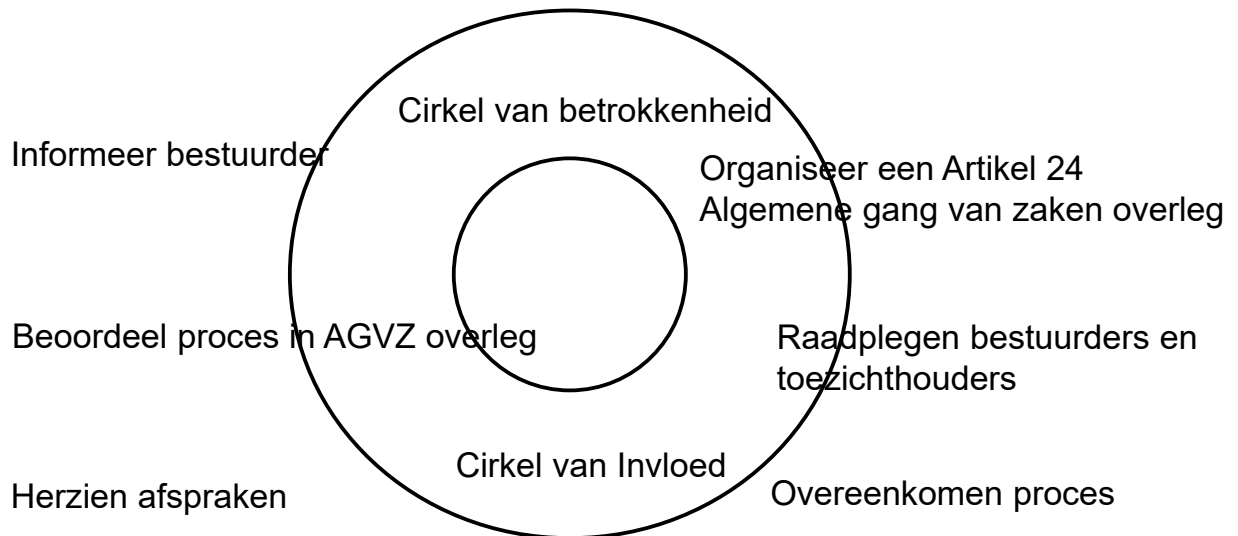 Cirkel van betrokkenheid
Informeer bestuurder
Organiseer een Artikel 24
Algemene gang van zaken overleg
Beoordeel proces in AGVZ overleg
Raadplegen bestuurders en
toezichthouders
Cirkel van Invloed
Herzien afspraken
Overeenkomen proces